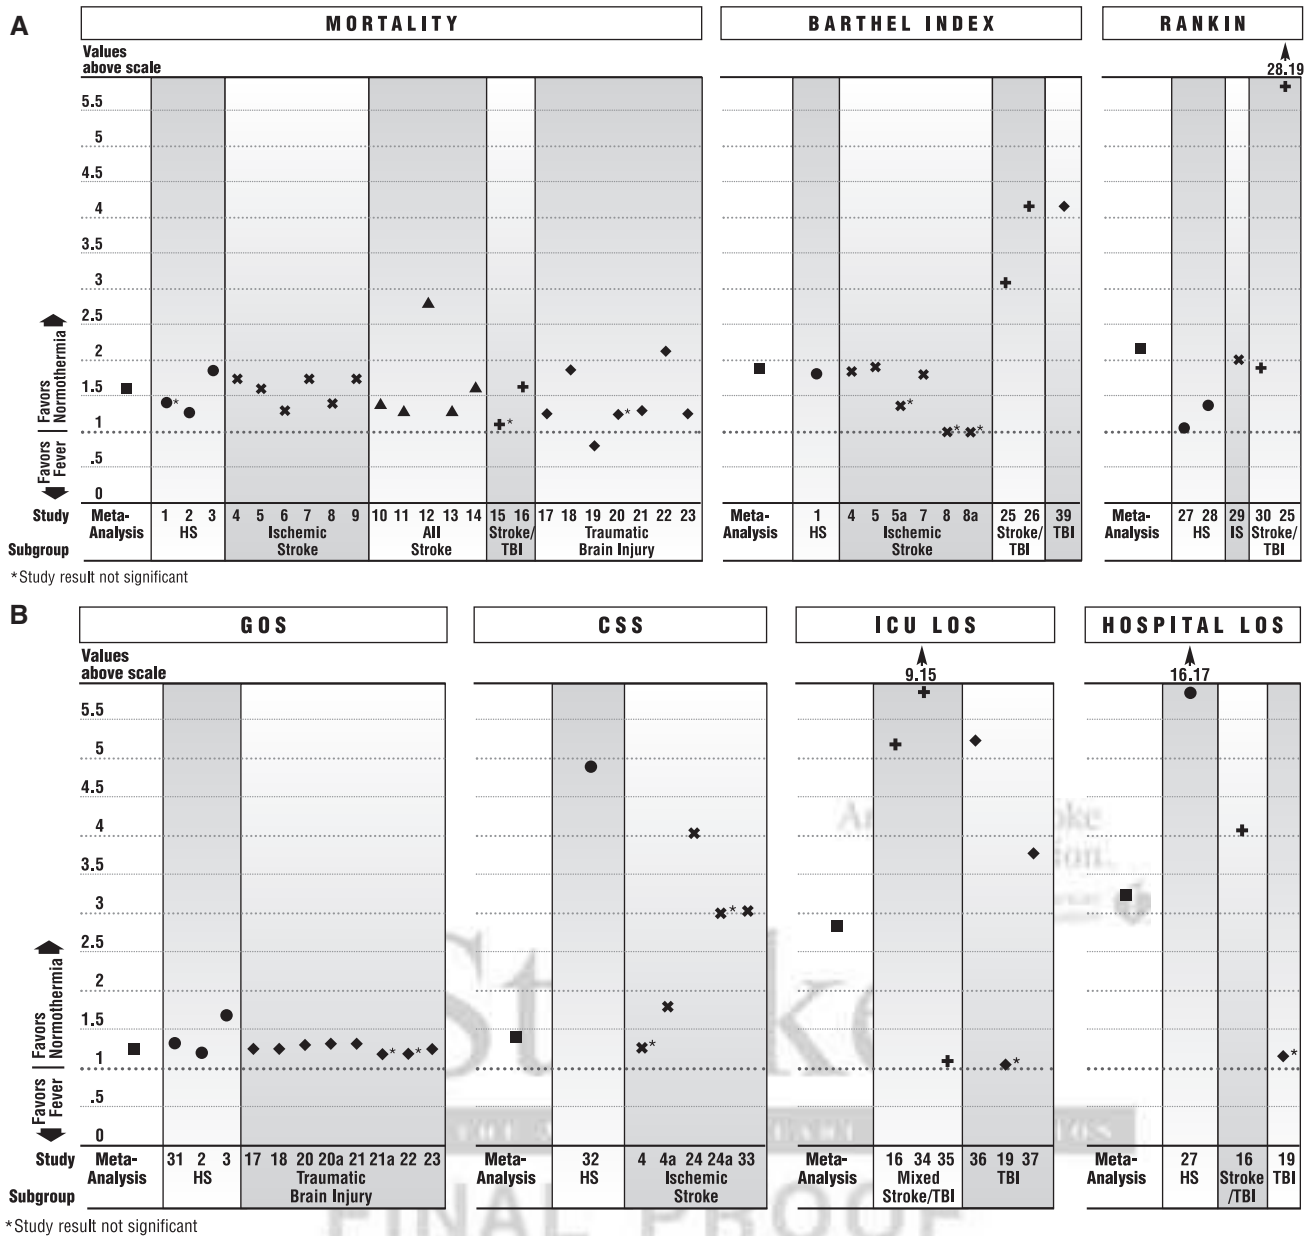 A
MORTALITY
BARTHEL INDEX
RANKIN
Values
above scale
28.19
5.5
5
4.5
4
3.5
3
2.5
2
1.5
1
.5
0
Favors
Normothermia
Favors
Fever
*
*
*
*
*
*
Study
Meta-
Analysis
1 2 3
HS
4 5 6 7 8 9
Ischemic
Stroke
10 11 12 13 14
All
Stroke
15 16
Stroke/
TBI
17 18 19 20 21 22 23
Traumatic
Brain Injury
Meta-
Analysis
1
HS
4 5 5a 7 8 8a
Ischemic
Stroke
25 26
Stroke/
TBI
39
TBI
Meta-
Analysis
27 28
HS
29
IS
30 25
Stroke/
TBI
Subgroup
*Study result not significant
B
GOS
CSS
ICU LOS
HOSPITAL LOS
Values
above scale
9.15
16.17
5.5
5
4.5
4
3.5
3
2.5
2
1.5
1
.5
0
Favors
Normothermia
Favors
Fever
*
*
*
*
*
*
Study
Meta-
Analysis
31 2 3
HS
17 18 20 20a 21 21a 22 23
Traumatic
Brain Injury
Meta-
Analysis
32
HS
4 4a 24 24a 33
Ischemic
Stroke
Meta-
Analysis
16 34 35
Mixed
Stroke/TBI
36 19 37
TBI
Meta-
Analysis
27
HS
16
Stroke
/TBI
19
TBI
Subgroup
*Study result not significant
Stroke
FINAL PROOF